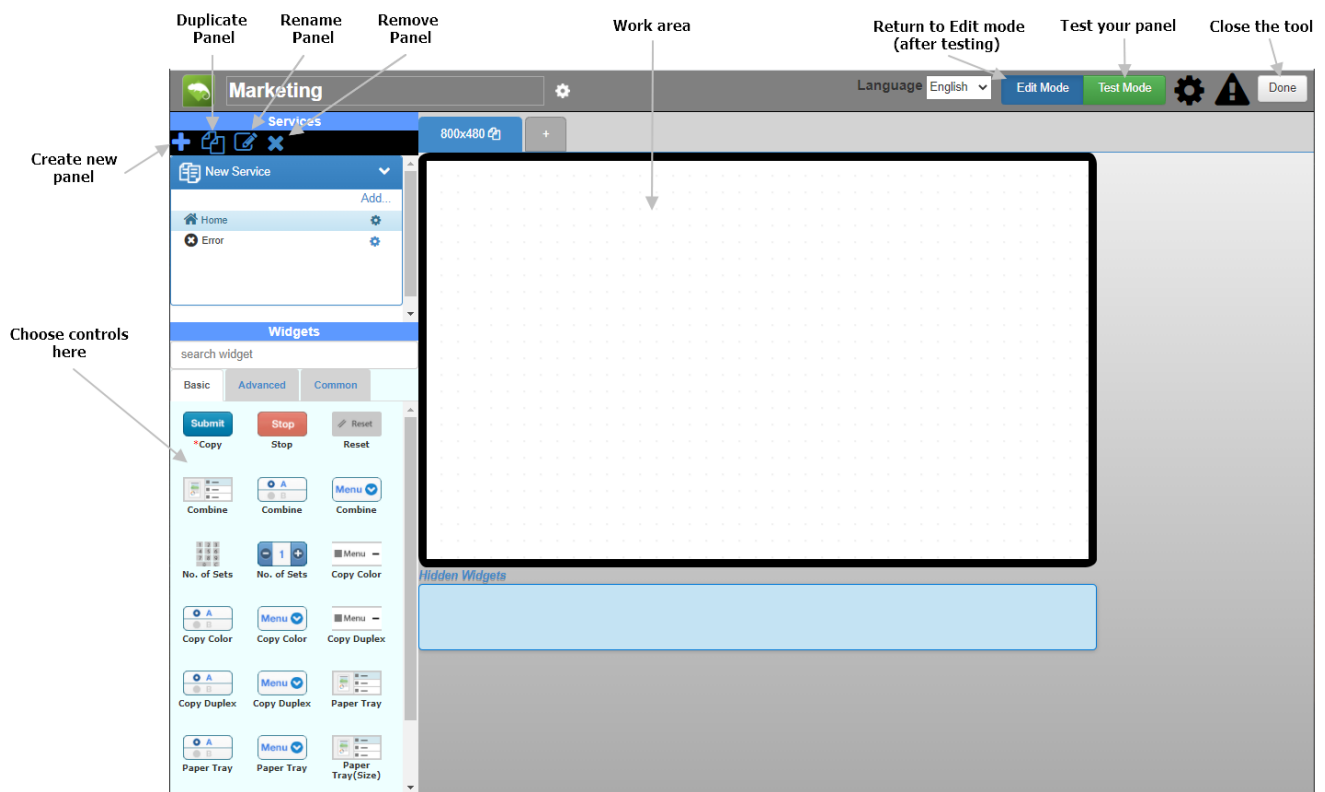 Duplicate
Panel
Rename
Panel
Remove
Panel
Work area
Return to Edit mode
(after testing)
Test your panel
Close the tool
Marketing
Language English
Edit Mode
Test Mode
Done
Services
800x480
+
Create new
panel
New Service
Add...
Home
Error
Choose controls
here
Widgets
search widget
Basic
Advanced
Common
Submit
Stop
Reset
*Copy
Stop
Reset
A
B
Menu
Combine
Combine
Combine
1
Menu
No. of Sets
No. of Sets
Copy Color
Hidden Widgets
A
B
Menu
Menu
Copy Color
Copy Color
Copy Duplex
A
B
Menu
Copy Duplex
Copy Duplex
Paper Tray
A
B
Menu
Paper Tray
Paper Tray
Paper
Tray(Size)